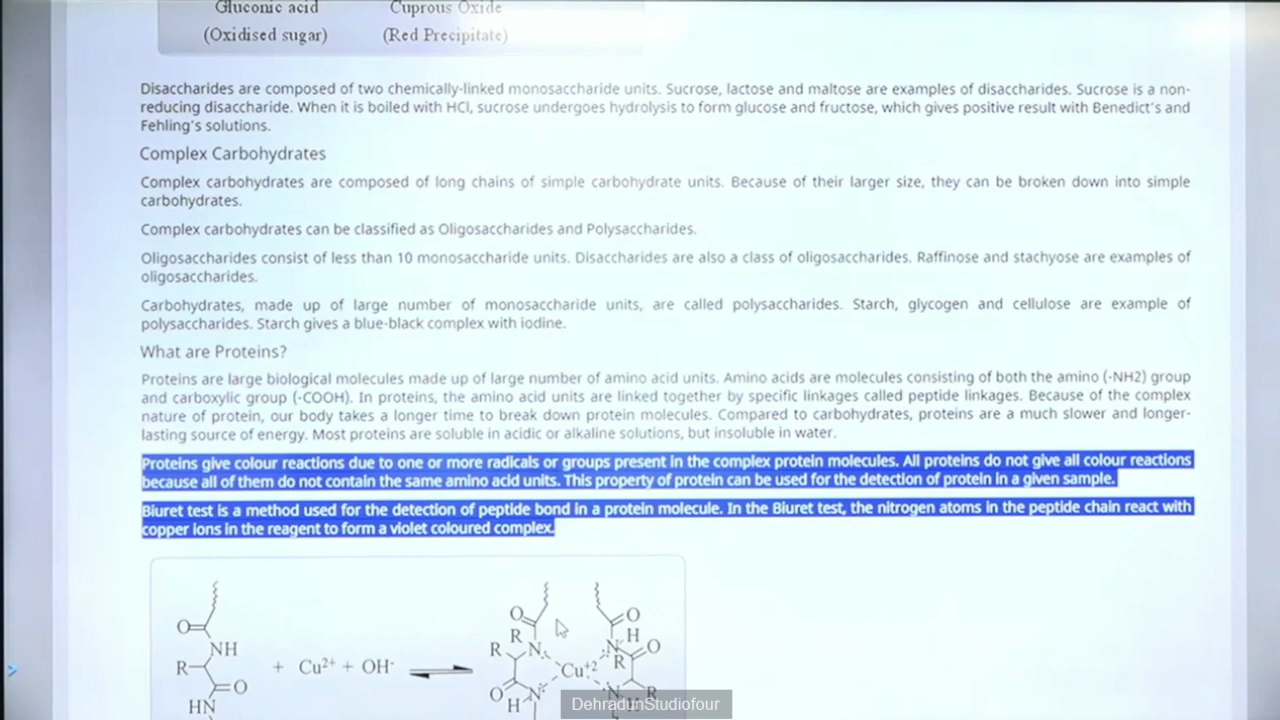 Gluconic acid Cuprous Oxide
(Oxidised sugar) (Red Precipitate)
Disaccharides are composed of two chemically-linked monosaccharide units. Sucrose, lactose and maltose are examples of disaccharides. Sucrose is a non-
reducing disaccharide. When it is boiled with HCl, sucrose undergoes hydrolysis to form glucose and fructose, which gives positive result with Benedict's and
Fehling's solutions.
Complex Carbohydrates
Complex carbohydrates are composed of long chains of simple carbohydrate units. Because of their larger size, they can be broken down into simple
carbohydrates.
Complex carbohydrates can be classified as Oligosaccharides and Polysaccharides.
Oligosaccharides consist of less than 10 monosaccharide units. Disaccharides are also a class of oligosaccharides. Raffinose and stachyose are examples of
oligosaccharides.
Carbohydrates, made up of large number of monosaccharide units, are called polysaccharides. Starch, glycogen and cellulose are example of
polysaccharides. Starch gives a blue-black complex with iodine.
What are Proteins?
Proteins are large biological molecules made up of large number of amino acid units. Amino acids are molecules consisting of both the amino (-NH2) group
and carboxylic group (-COOH). In proteins, the amino acid units are linked together by specific linkages called peptide linkages. Because of the complex
nature of protein, our body takes a longer time to break down protein molecules. Compared to carbohydrates, proteins are a much slower and longer-
lasting source of energy. Most proteins are soluble in acidic or alkaline solutions, but insoluble in water.
Proteins give colour reactions due to one or more radicals or groups present in the complex protein molecules. All proteins do not give all colour reactions
because all of them do not contain the same amino acid units. This property of protein can be used for the detection of protein in a given sample.
Biuret test is a method used for the detection of peptide bond in a protein molecule. In the Biuret test, the nitrogen atoms in the peptide chain react with
copper ions in the reagent to form a violet coloured complex.
O O O
R H
NH R N N O
R + Cu²⁺ + OH⁻ Cu⁺² R
O O N N R
HN H H
DehradunStudiofour